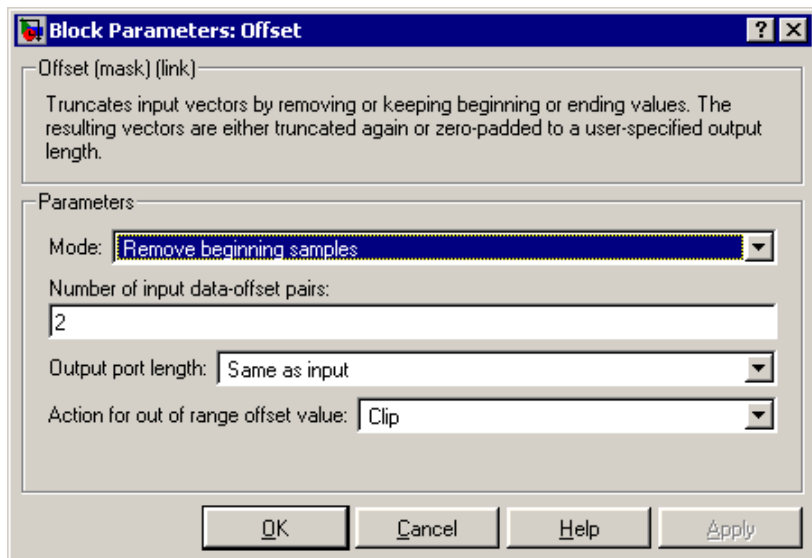 Block Parameters: Offset
Offset (mask) (link)
Truncates input vectors by removing or keeping beginning or ending values. The
resulting vectors are either truncated again or zero-padded to a user-specified output
length.
Parameters
Mode: Remove beginning samples
Number of input data-offset pairs:
2
Output port length: Same as input
Action for out of range offset value: Clip
OK Cancel Help Apply